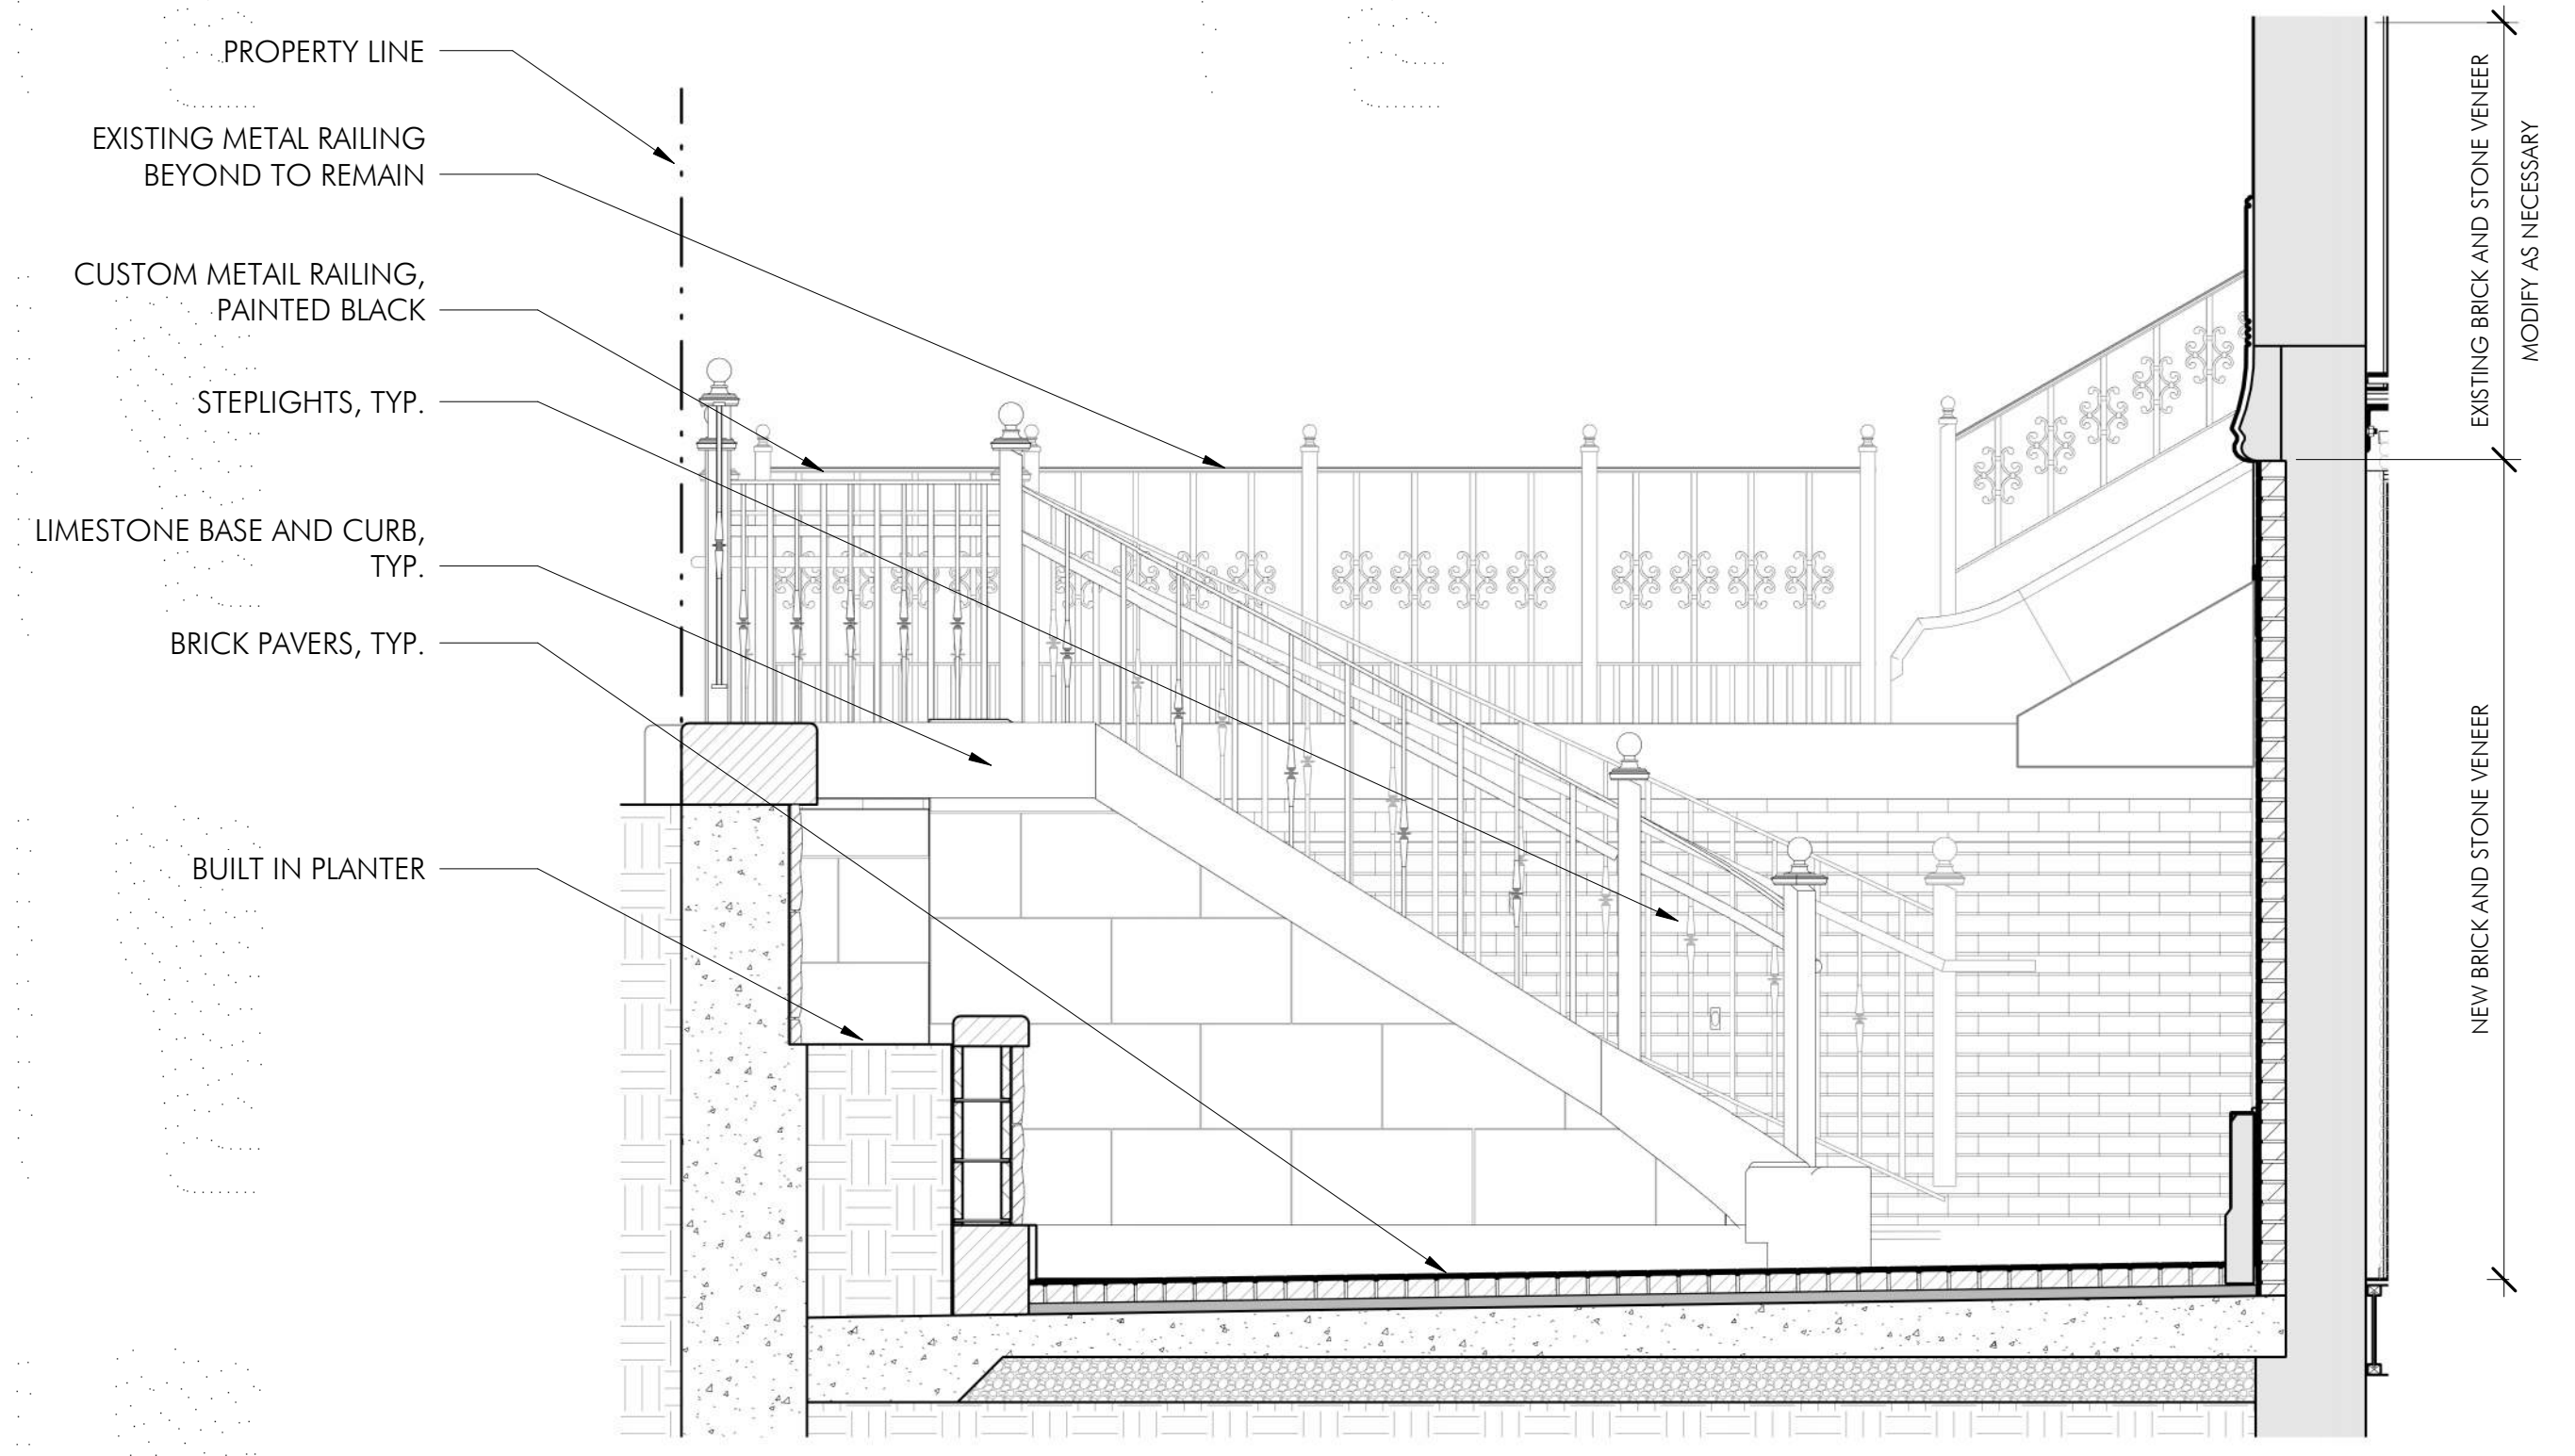 PROPERTY LINE
EXISTING METAL RAILING
BEYOND TO REMAIN
CUSTOM METAIL RAILING,
PAINTED BLACK
STEPLIGHTS, TYP.
LIMESTONE BASE AND CURB,
TYP.
BRICK PAVERS, TYP.
BUILT IN PLANTER
EXISTING BRICK AND STONE VENEER
MODIFY AS NECESSARY
NEW BRICK AND STONE VENEER